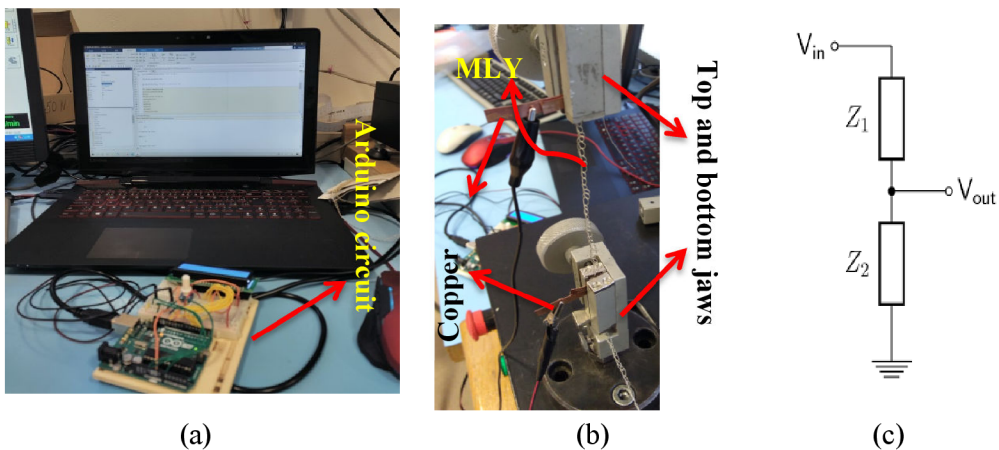 Arduino circuit
MLY
Top and bottom jaws
Copper
V_in
Z_1
V_out
Z_2
(a)
(b)
(c)